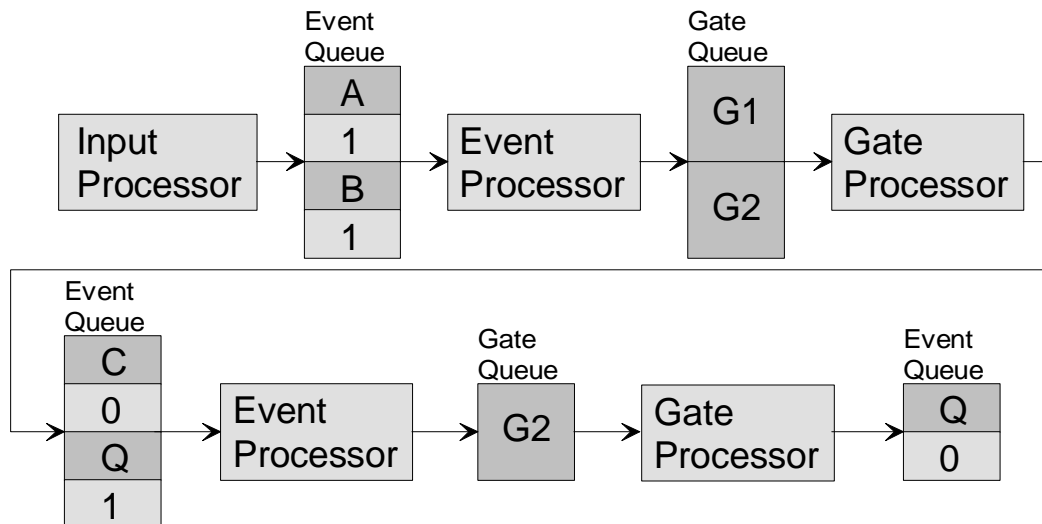 Event
Queue
Gate
Queue
A
1
B
1
G1
G2
Input
Processor
Event
Processor
Gate
Processor
Event
Queue
C
0
Q
1
Event
Processor
Gate
Queue
G2
Gate
Processor
Event
Queue
Q
0